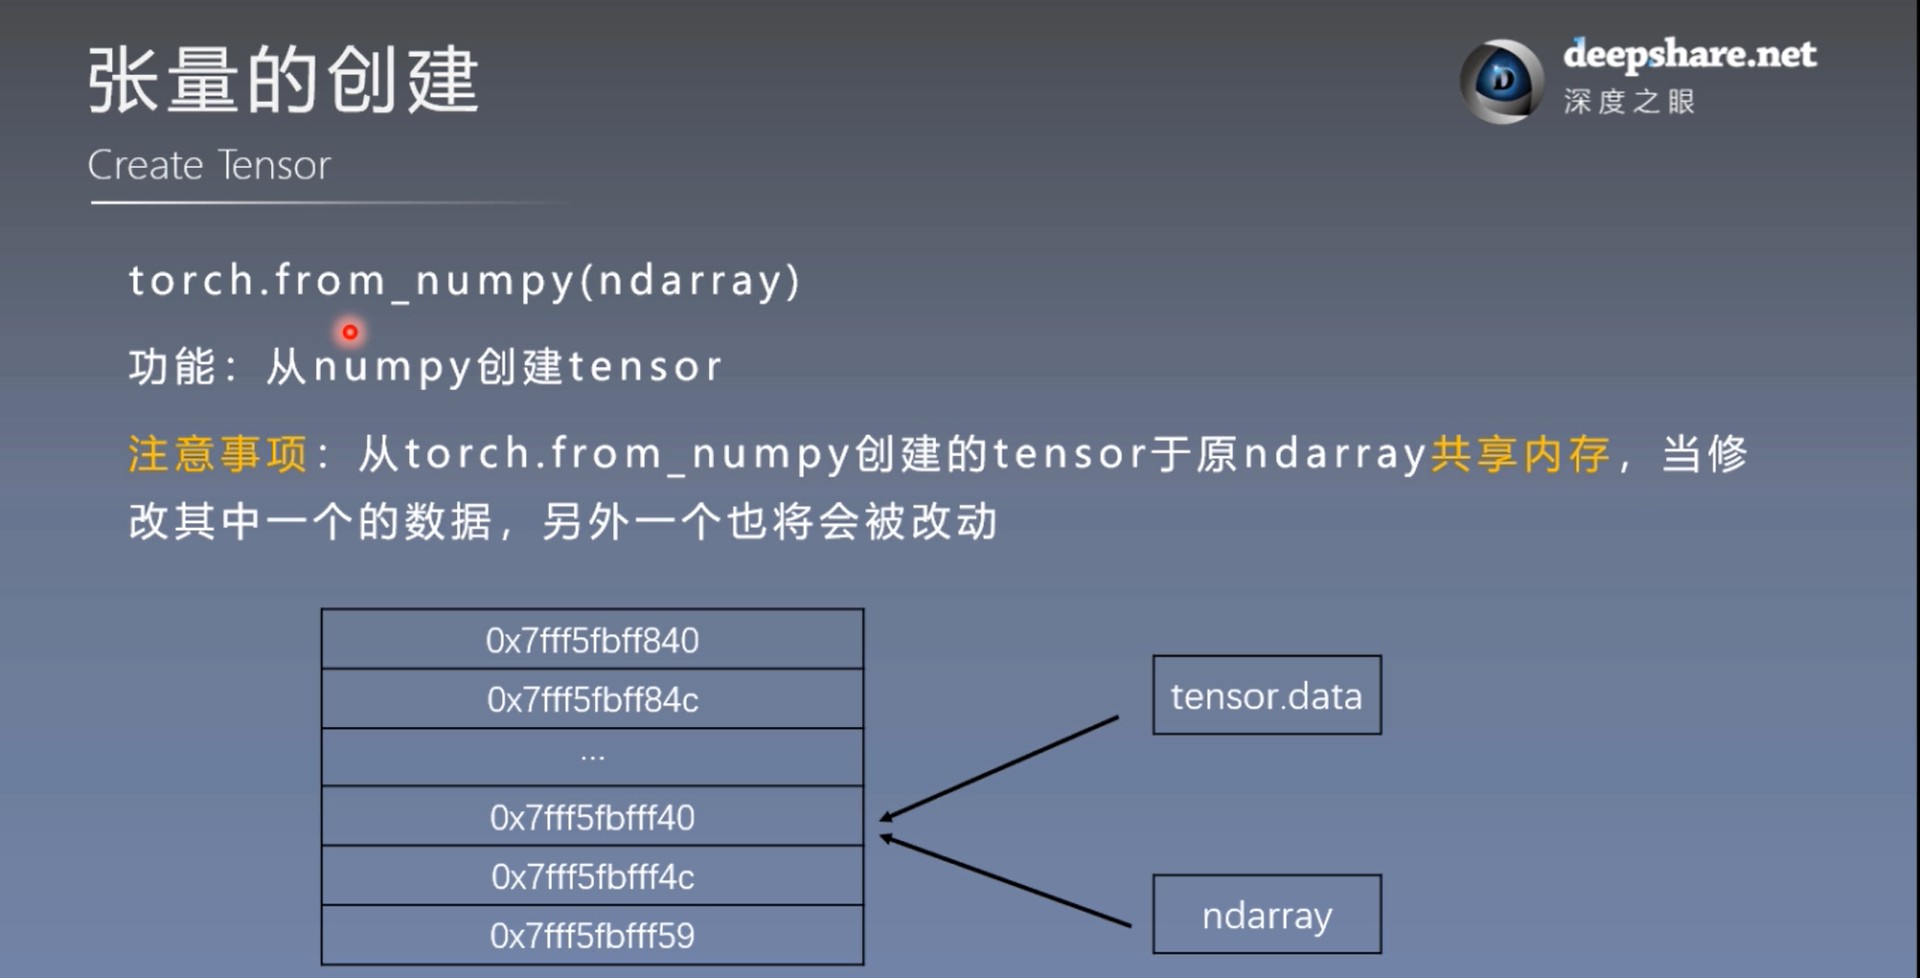 张量的创建
deepshare.net
深度之眼
Create Tensor
torch.from_numpy(ndarray)
功能：从numpy创建tensor
注意事项：从torch.from_numpy创建的tensor于原ndarray共享内存，当修
改其中一个的数据，另外一个也将会被改动
0x7fff5fbff840
0x7fff5fbff84c
...
0x7fff5fbfff40
0x7fff5fbfff4c
0x7fff5fbfff59
tensor.data
ndarray